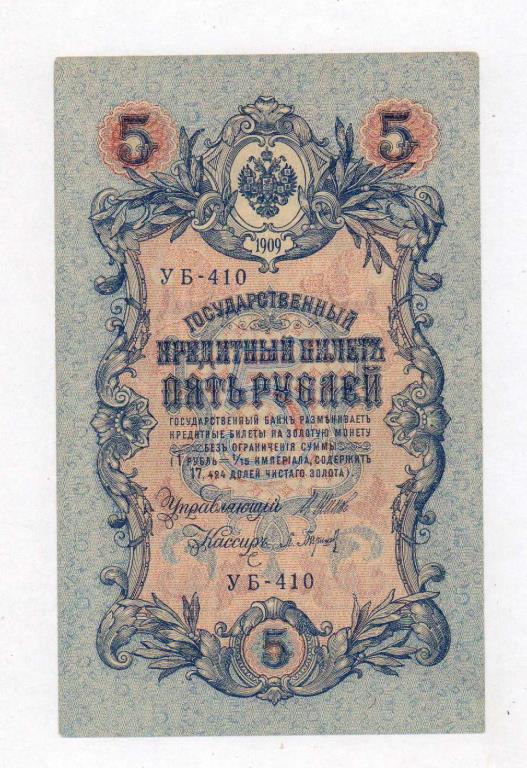 5 5
1909
УБ-410
ГОСУДАРСТВЕННЫЙ
КРЕДИТНЫЙ БИЛЕТЪ
ПЯТЬ РУБЛЕЙ
ГОСУДАРСТВЕННЫЙ БАНКЪ РАЗМѢНИВАЕТЪ
КРЕДИТНЫЕ БИЛЕТЫ НА ЗОЛОТУЮ МОНЕТУ
БЕЗЪ ОГРАНИЧЕНІЯ СУММЫ
(1 РУБЛЬ = 1/15 ИМПЕРІАЛА, СОДЕРЖИТЪ
17,424 ДОЛЕЙ ЧИСТАГО ЗОЛОТА).
Управляющій
Кассиръ
УБ-410
5